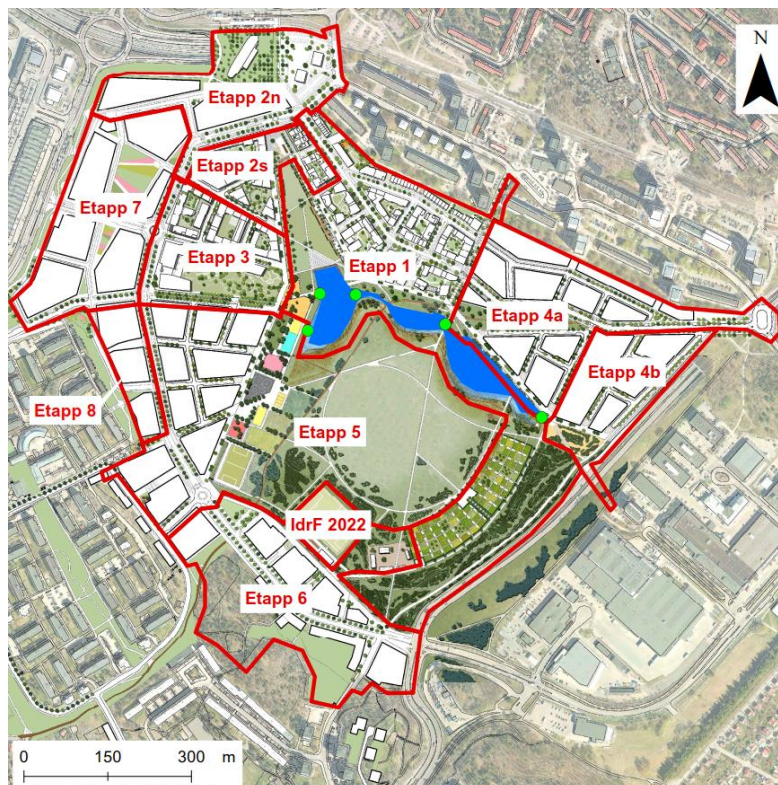 N
Etapp 2n
Etapp 2s
Etapp 7
Etapp 3
Etapp 1
Etapp 4a
Etapp 4b
Etapp 8
Etapp 5
IdrF 2022
Etapp 6
0 150 300 m